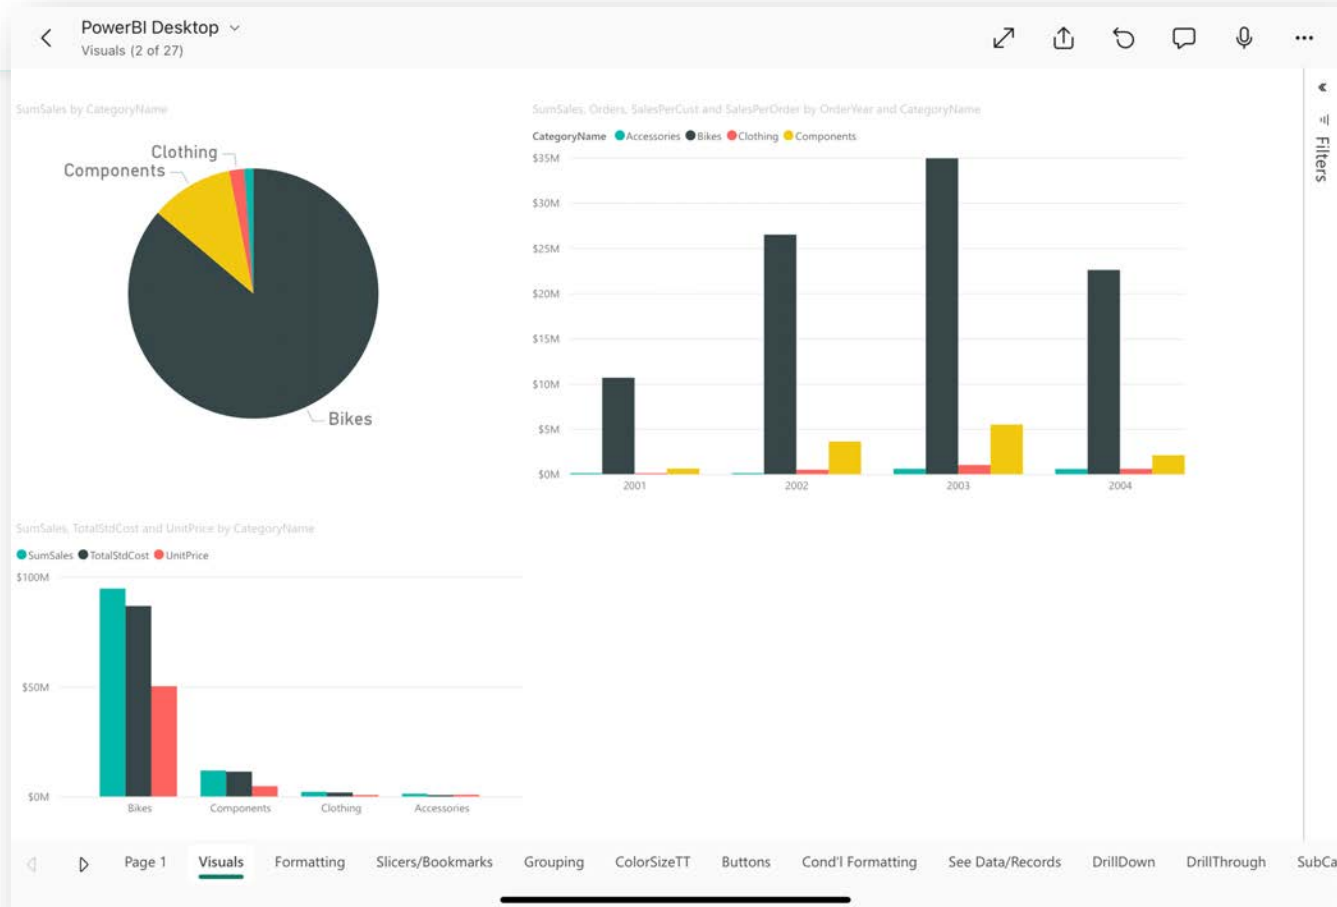 PowerBI Desktop
Visuals (2 of 27)
SumSales by CategoryName
Clothing
Components
Bikes
SumSales, Orders, SalesPerCust and SalesPerOrder by OrderYear and CategoryName
CategoryName Accessories Bikes Clothing Components
$35M
$30M
$25M
$20M
$15M
$10M
$5M
$0M
2001 2002 2003 2004
Filters
SumSales, TotalStdCost and UnitPrice by CategoryName
SumSales TotalStdCost UnitPrice
$100M
$50M
$0M
Bikes Components Clothing Accessories
Page 1 Visuals Formatting Slicers/Bookmarks Grouping ColorSizeTT Buttons Cond'l Formatting See Data/Records DrillDown DrillThrough SubCa